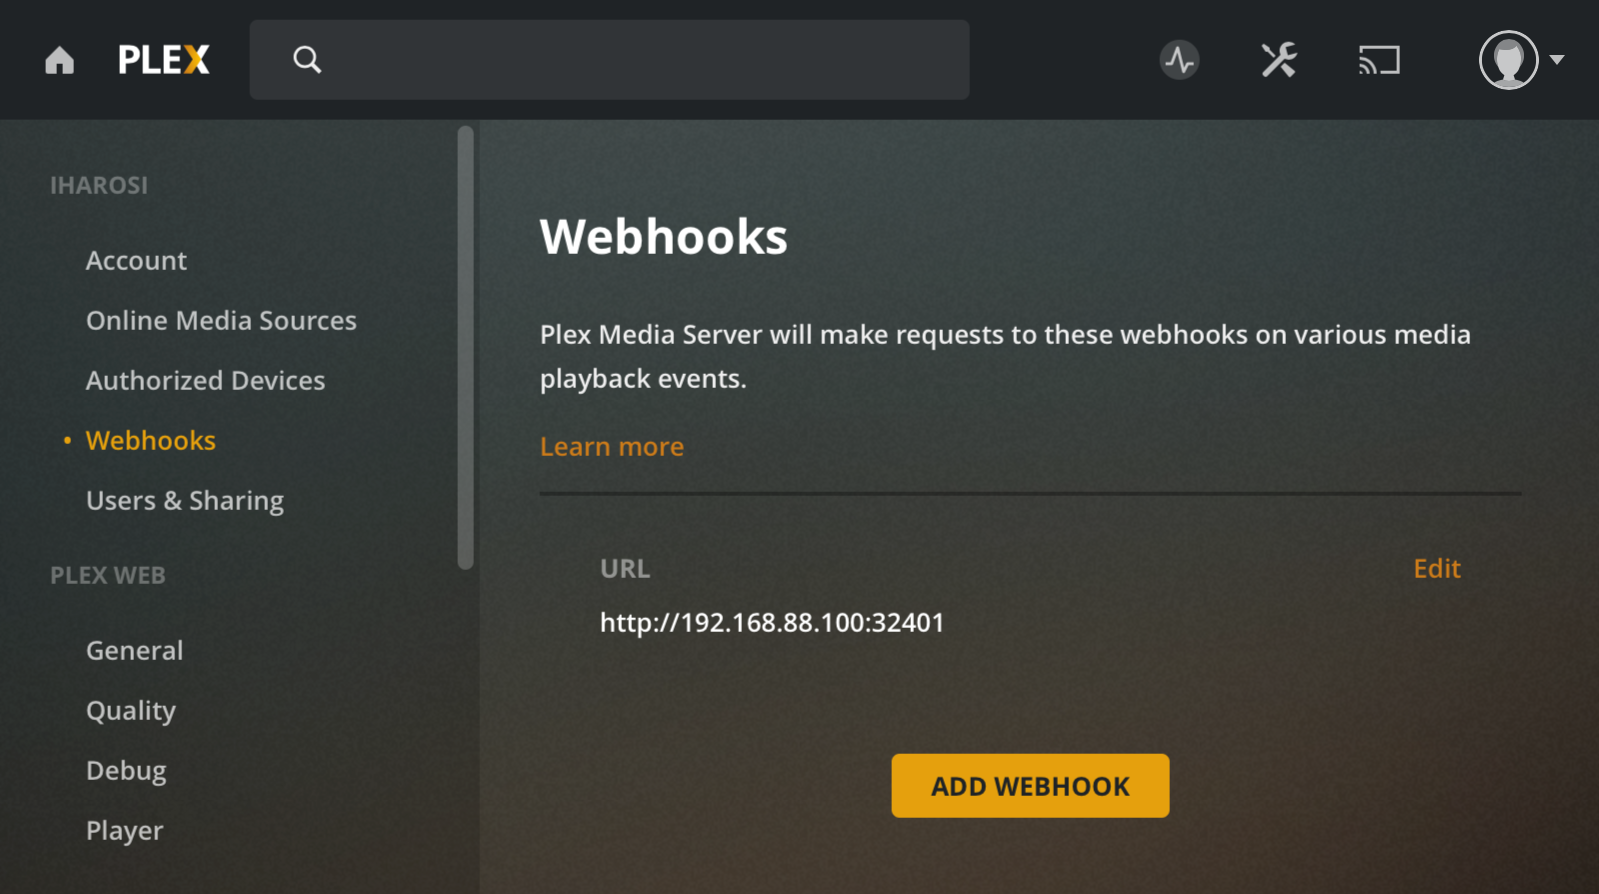 PLEX
IHAROSI
Account
Online Media Sources
Authorized Devices
• Webhooks
Users & Sharing
PLEX WEB
General
Quality
Debug
Player
Webhooks
Plex Media Server will make requests to these webhooks on various media
playback events.
Learn more
URL
Edit
http://192.168.88.100:32401
ADD WEBHOOK